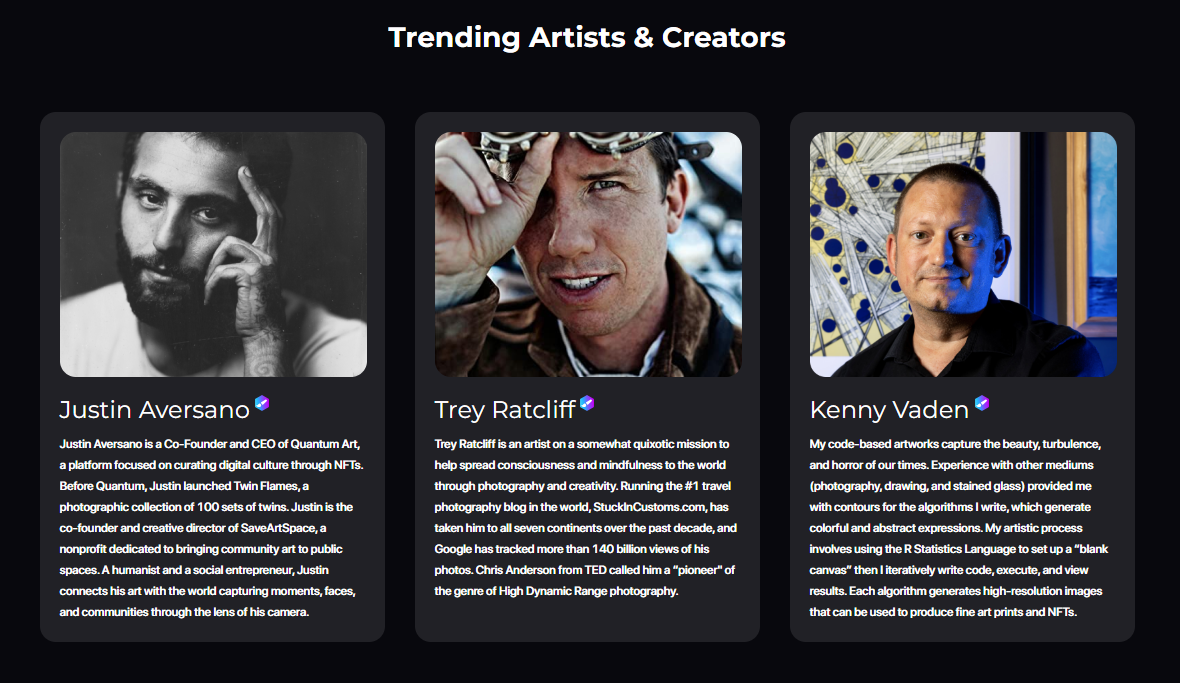 Trending Artists & Creators
Justin Aversano
Justin Aversano is a Co-Founder and CEO of Quantum Art,
a platform focused on curating digital culture through NFTs.
Before Quantum, Justin launched Twin Flames, a
photographic collection of 100 sets of twins. Justin is the
co-founder and creative director of SaveArtSpace, a
nonprofit dedicated to bringing community art to public
spaces. A humanist and a social entrepreneur, Justin
connects his art with the world capturing moments, faces,
and communities through the lens of his camera.
Trey Ratcliff
Trey Ratcliff is an artist on a somewhat quixotic mission to
help spread consciousness and mindfulness to the world
through photography and creativity. Running the #1 travel
photography blog in the world, StuckInCustoms.com, has
taken him to all seven continents over the past decade, and
Google has tracked more than 140 billion views of his
photos. Chris Anderson from TED called him a “pioneer" of
the genre of High Dynamic Range photography.
Kenny Vaden
My code-based artworks capture the beauty, turbulence,
and horror of our times. Experience with other mediums
(photography, drawing, and stained glass) provided me
with contours for the algorithms I write, which generate
colorful and abstract expressions. My artistic process
involves using the R Statistics Language to set up a “blank
canvas” then I iteratively write code, execute, and view
results. Each algorithm generates high-resolution images
that can be used to produce fine art prints and NFTs.